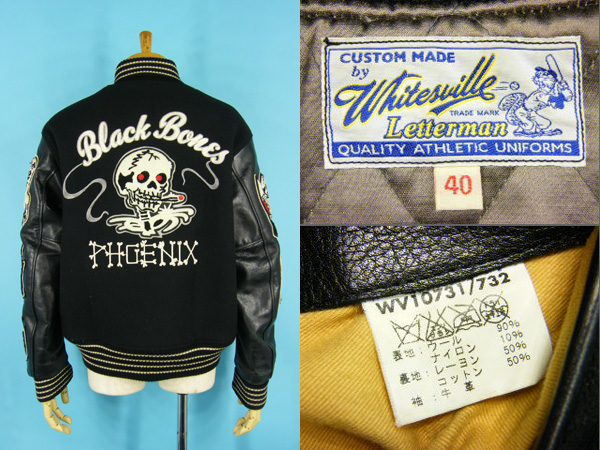 Black Bones
PHOENIX
CUSTOM MADE
by
Whitesville
TRADE MARK
Letterman
QUALITY ATHLETIC UNIFORMS
40
WV10731/732
表地：ウール 90%
ナイロン 10%
裏地：レーヨン 50%
コットン 50%
袖：牛革